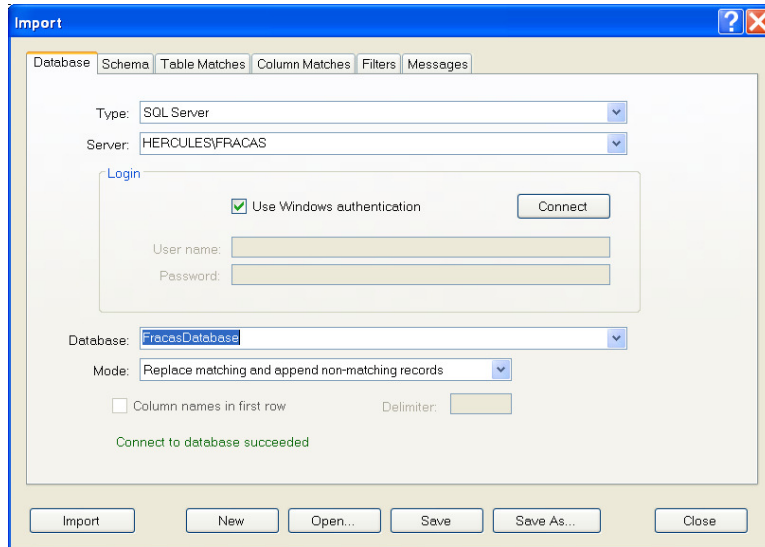 Import
Database Schema Table Matches Column Matches Filters Messages
Type: SQL Server
Server: HERCULES\FRACAS
Login
Use Windows authentication Connect
User name:
Password:
Database: FracasDatabase
Mode: Replace matching and append non-matching records
Column names in first row Delimiter:
Connect to database succeeded
Import New Open... Save Save As... Close